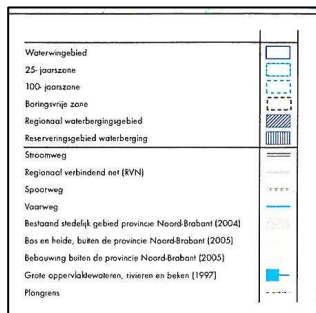 Waterwingebied
25- jaarszone
100- jaarszone
Boringsvrije zone
Regionaal waterbergingsgebied
Reserveringsgebied waterberging
Stroomweg
Regionaal verbindend net (RVN)
Spoorweg
Vaarweg
Bestaand stedelijk gebied provincie Noord-Brabant (2004)
Bos en heide, buiten de provincie Noord-Brabant (2005)
Bebouwing buiten de provincie Noord-Brabant (2005)
Grote oppervlaktewateren, rivieren en beken (1997)
Plangrens